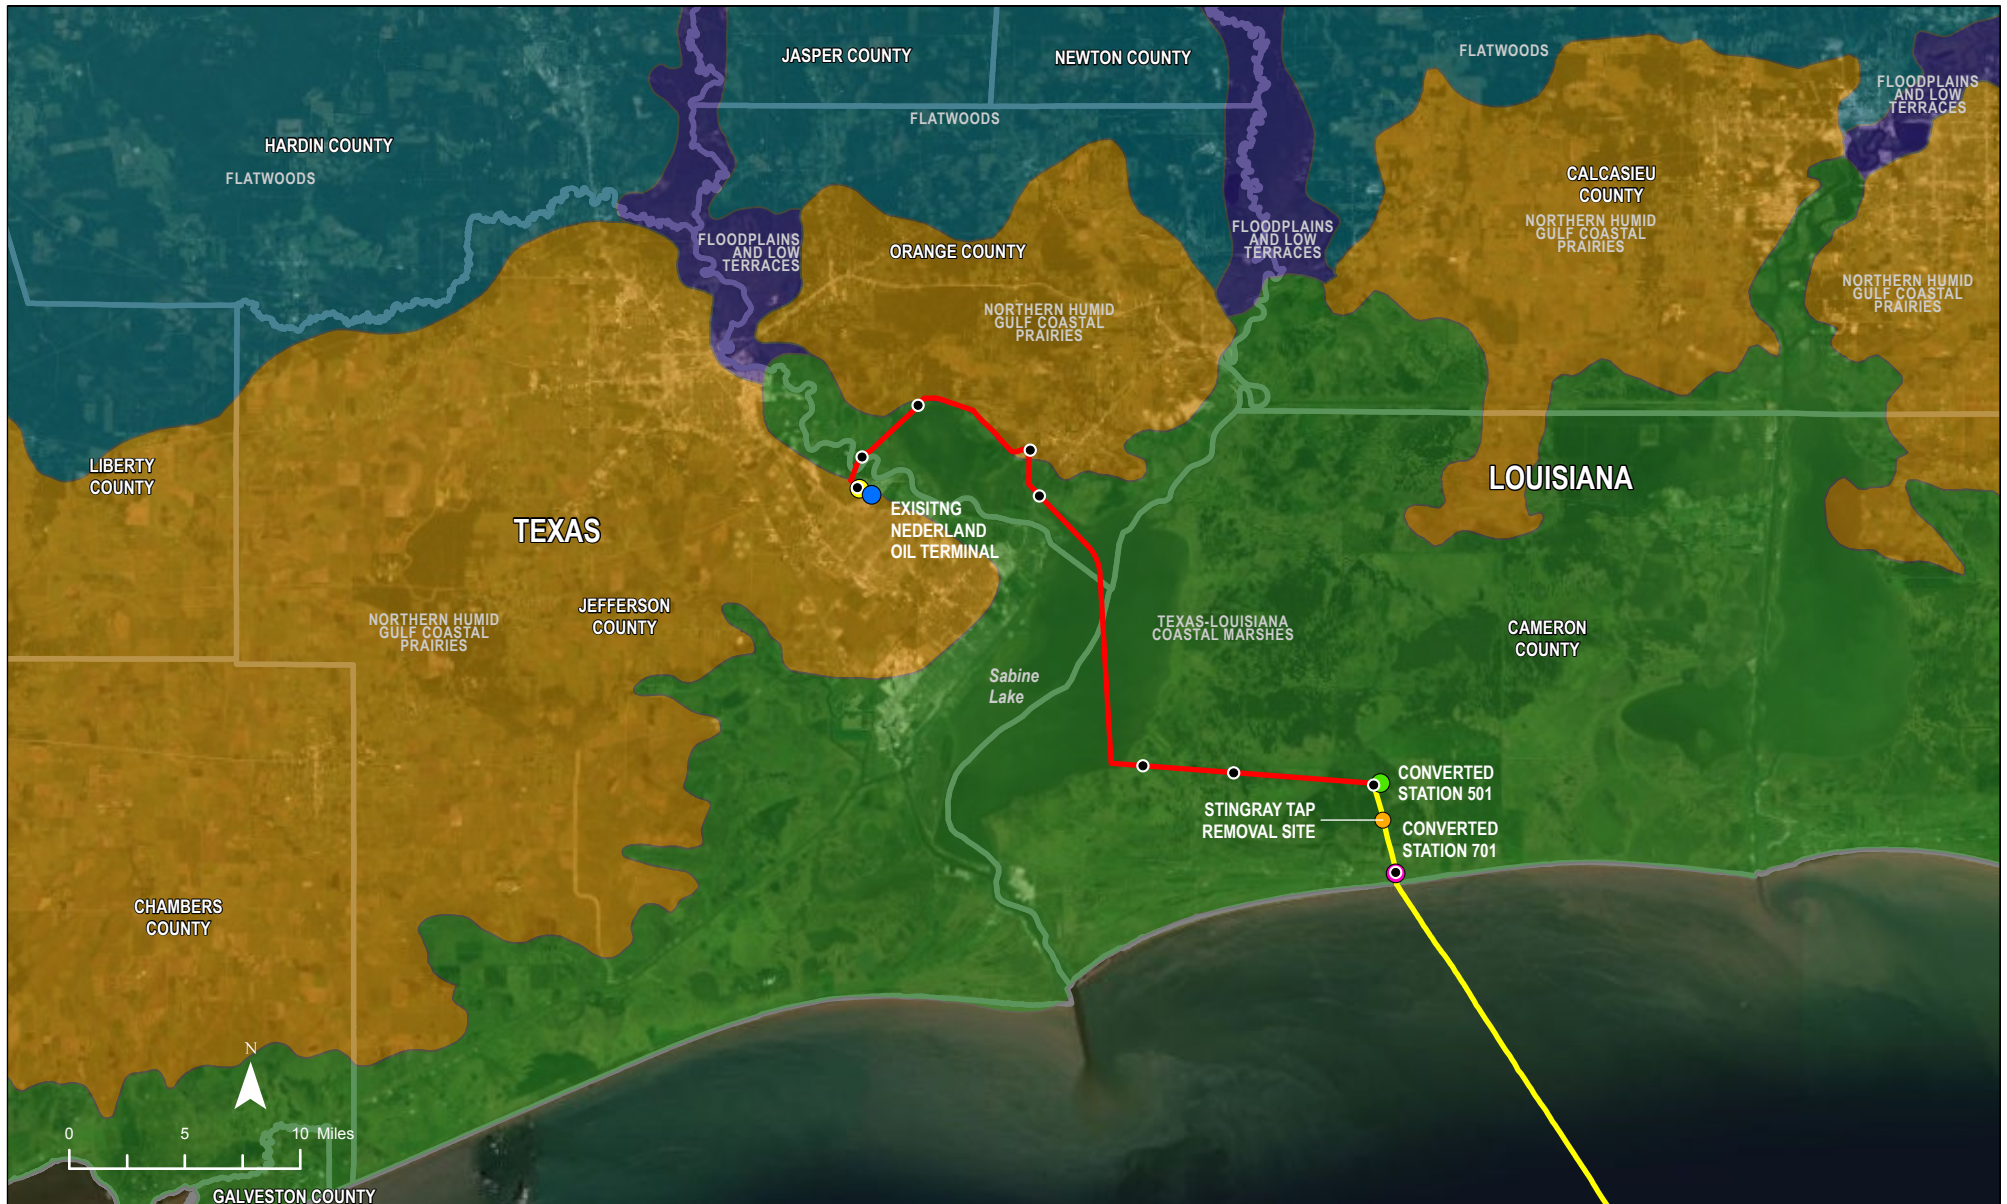 JASPER COUNTY
NEWTON COUNTY
FLATWOODS
FLOODPLAINS
AND LOW
TERRACES
FLATWOODS
HARDIN COUNTY
FLATWOODS
CALCASIEU
COUNTY
NORTHERN HUMID
GULF COASTAL
PRAIRIES
FLOODPLAINS
AND LOW
TERRACES
ORANGE COUNTY
FLOODPLAINS
AND LOW
TERRACES
NORTHERN HUMID
GULF COASTAL
PRAIRIES
NORTHERN HUMID
GULF COASTAL
PRAIRIES
LIBERTY
COUNTY
LOUISIANA
TEXAS
EXISITNG
NEDERLAND
OIL TERMINAL
JEFFERSON
COUNTY
NORTHERN HUMID
GULF COASTAL
PRAIRIES
TEXAS-LOUISIANA
COASTAL MARSHES
CAMERON
COUNTY
Sabine
Lake
CONVERTED
STATION 501
STINGRAY TAP
REMOVAL SITE
CONVERTED
STATION 701
CHAMBERS
COUNTY
N
0 5 10 Miles
GALVESTON COUNTY